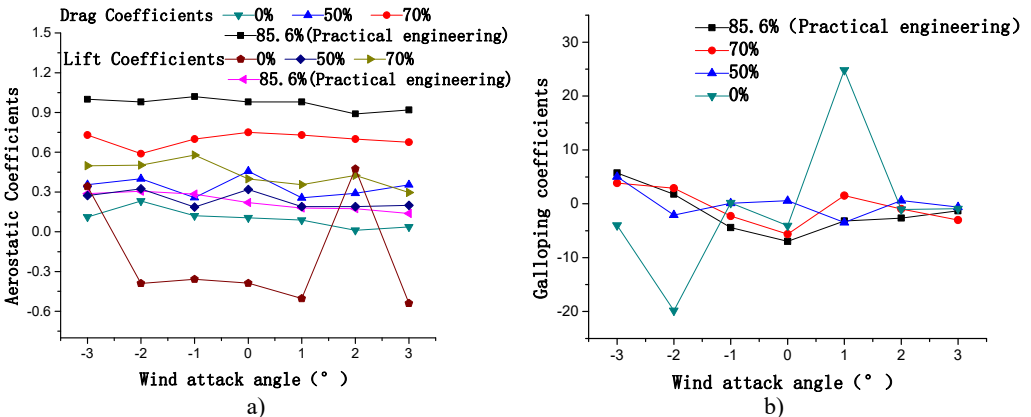 Drag Coefficients 0% 50% 70%
85.6%(Practical engineering)
Lift Coefficients 0% 50% 70%
85.6%(Practical engineering)
Aerostatic Coefficients
1.5
1.2
0.9
0.6
0.3
0.0
-0.3
-0.6
-3 -2 -1 0 1 2 3
Wind attack angle (°)
a)
85.6% (Practical engineering)
70%
50%
0%
Galloping coefficients
30
20
10
0
-10
-20
-3 -2 -1 0 1 2 3
Wind attack angle (°)
b)